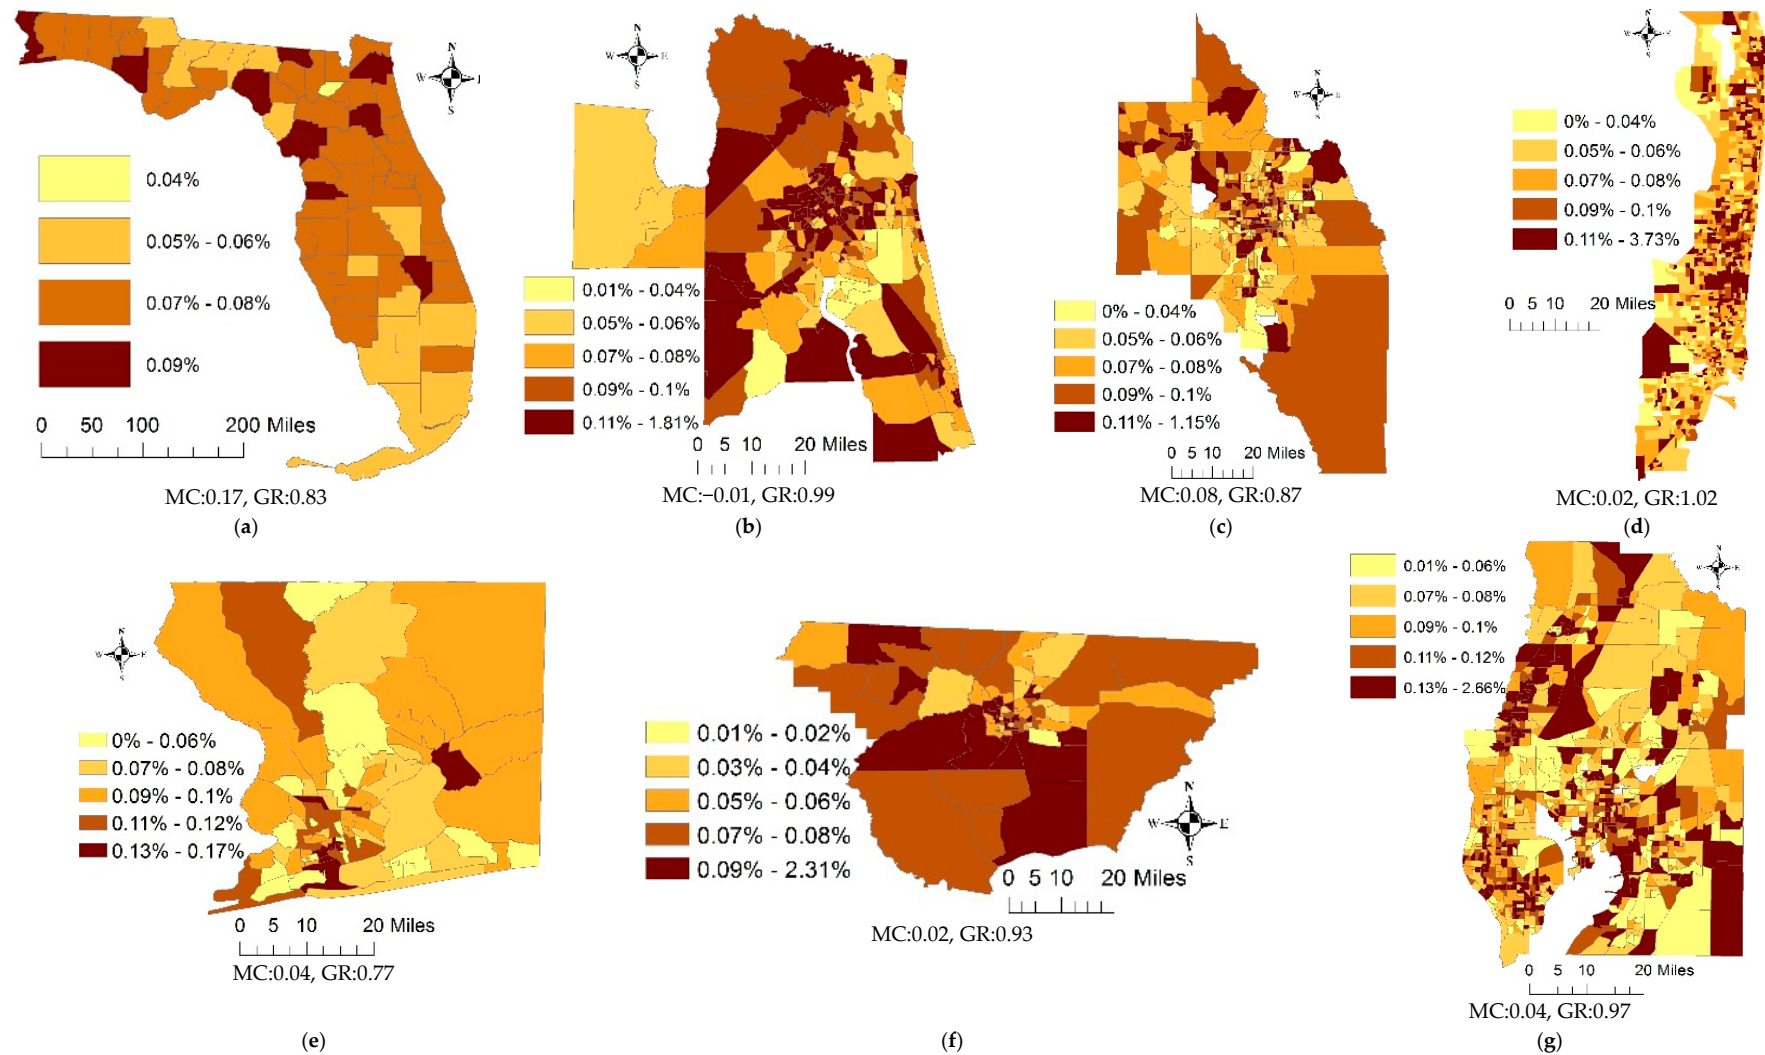 N
W
S
0.04%
0.05% - 0.06%
0.07% - 0.08%
0.09%
0 50 100 200 Miles
MC:0.17, GR:0.83
(a)
N
W E
S
0.01% - 0.04%
0.05% - 0.06%
0.07% - 0.08%
0.09% - 0.1%
0.11% - 1.81%
0 5 10 20 Miles
MC:−0.01, GR:0.99
(b)
N
W
S
0% - 0.04%
0.05% - 0.06%
0.07% - 0.08%
0.09% - 0.1%
0.11% - 1.15%
0 5 10 20 Miles
MC:0.08, GR:0.87
(c)
N
W E
S
0% - 0.04%
0.05% - 0.06%
0.07% - 0.08%
0.09% - 0.1%
0.11% - 3.73%
0 5 10 20 Miles
MC:0.02, GR:1.02
(d)
N
W E
S
0% - 0.06%
0.07% - 0.08%
0.09% - 0.1%
0.11% - 0.12%
0.13% - 0.17%
0 5 10 20 Miles
MC:0.04, GR:0.77
(e)
0.01% - 0.02%
0.03% - 0.04%
0.05% - 0.06%
0.07% - 0.08%
0.09% - 2.31%
N
W E
S
0 5 10 20 Miles
MC:0.02, GR:0.93
(f)
0.01% - 0.06%
0.07% - 0.08%
0.09% - 0.1%
0.11% - 0.12%
0.13% - 2.66%
N
W E
S
0 5 10 20 Miles
MC:0.04, GR:0.97
(g)